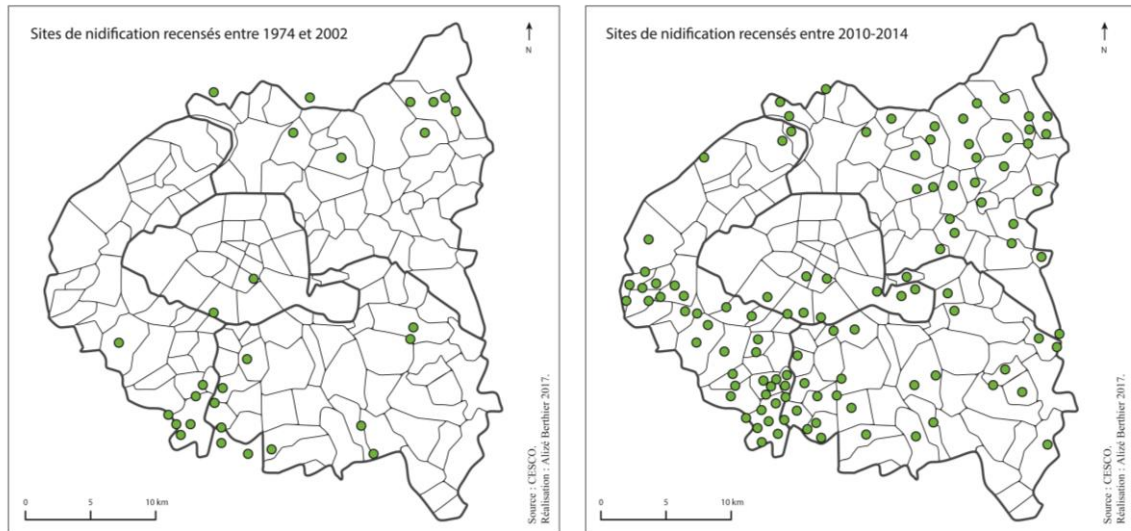 Sites de nidification recensés entre 1974 et 2002
N
0 5 10 km
Source : CESCO.
Réalisation : Alizé Berthier 2017.
Sites de nidification recensés entre 2010-2014
N
0 5 10 km
Source : CESCO.
Réalisation : Alizé Berthier 2017.